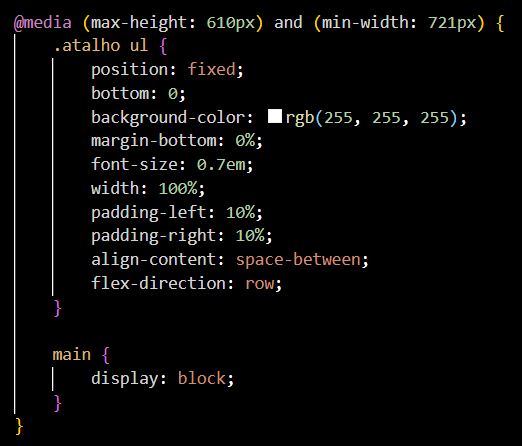 @media (max-height: 610px) and (min-width: 721px) {
    .atalho ul {
        position: fixed;
        bottom: 0;
        background-color: rgb(255, 255, 255);
        margin-bottom: 0%;
        font-size: 0.7em;
        width: 100%;
        padding-left: 10%;
        padding-right: 10%;
        align-content: space-between;
        flex-direction: row;
    }

    main {
        display: block;
    }
}